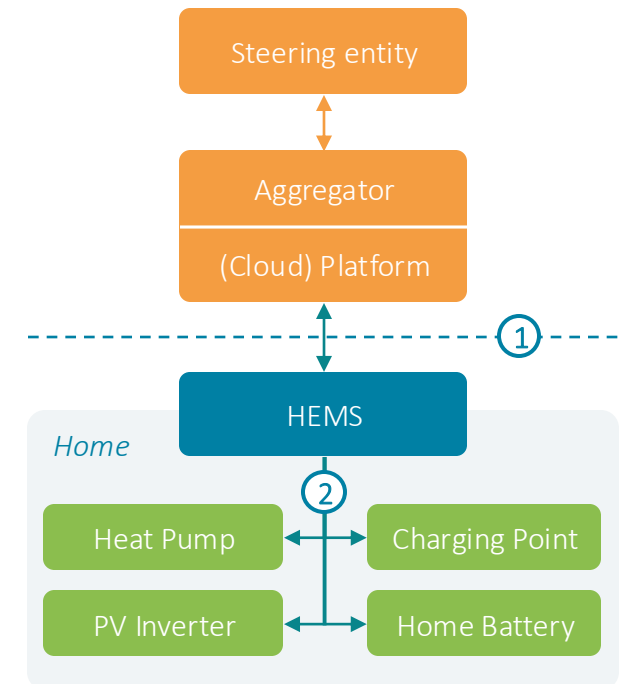 Steering entity
Aggregator
(Cloud) Platform
1
HEMS
Home
2
Heat Pump
Charging Point
PV Inverter
Home Battery